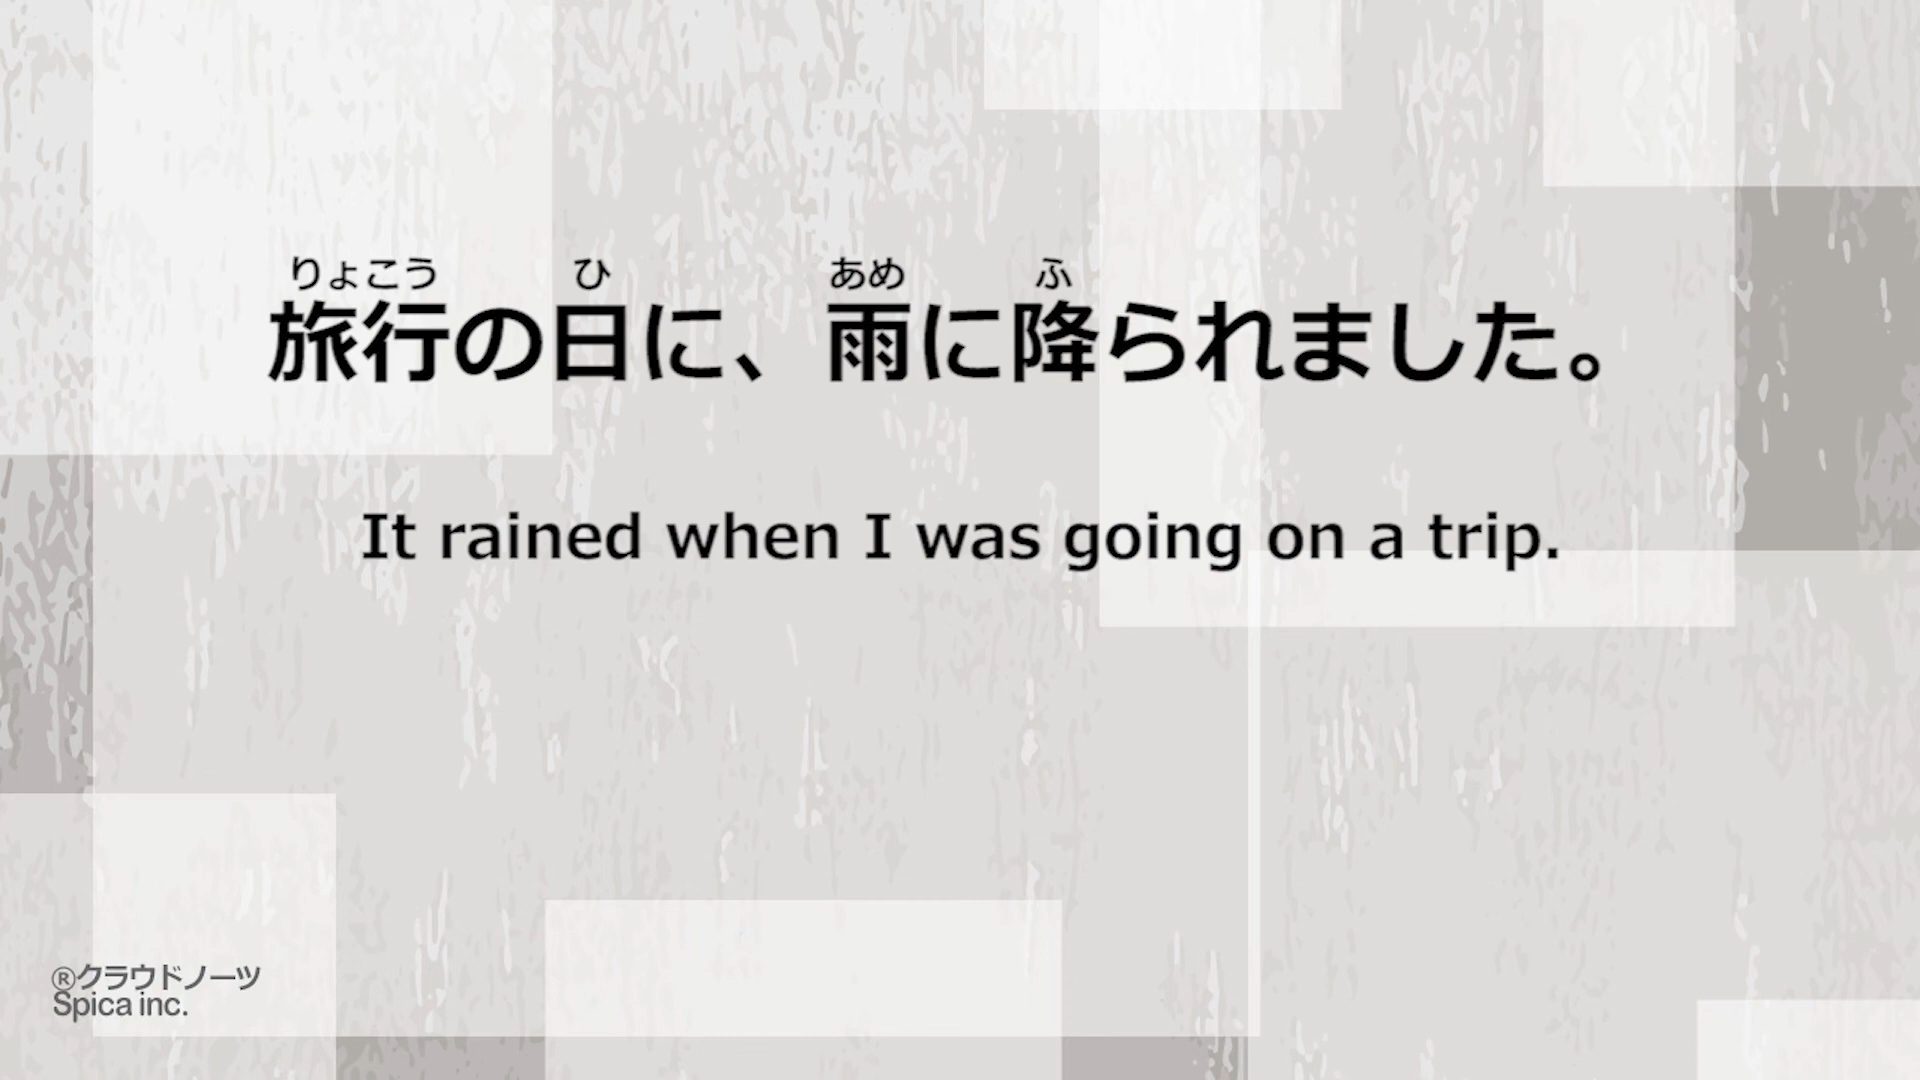 りょこう ひ あめ ふ
旅行の日に、雨に降られました。
It rained when I was going on a trip.
®クラウドノーツ
Spica inc.